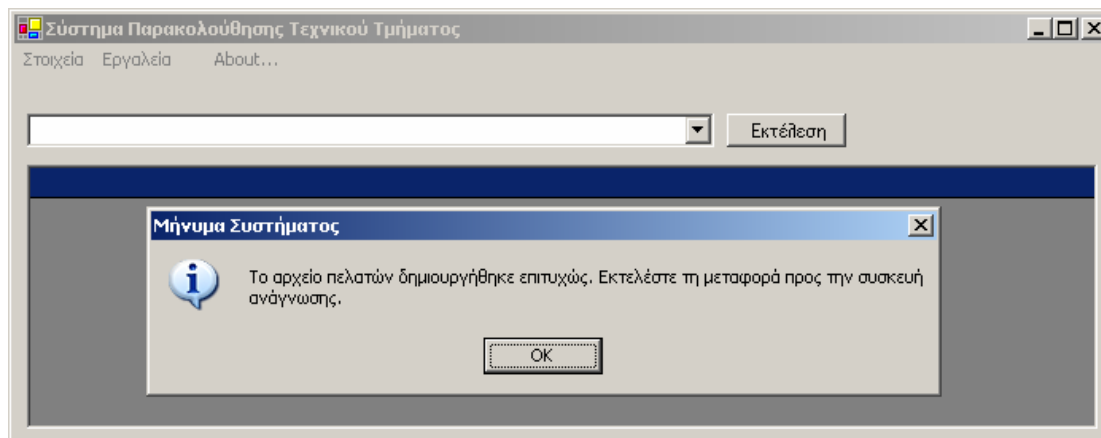 Σύστημα Παρακολούθησης Τεχνικού Τμήματος
Στοιχεία Εργαλεία About...
Εκτέλεση
Μήνυμα Συστήματος
Το αρχείο πελατών δημιουργήθηκε επιτυχώς. Εκτελέστε τη μεταφορά προς την συσκευή
ανάγνωσης.
OK